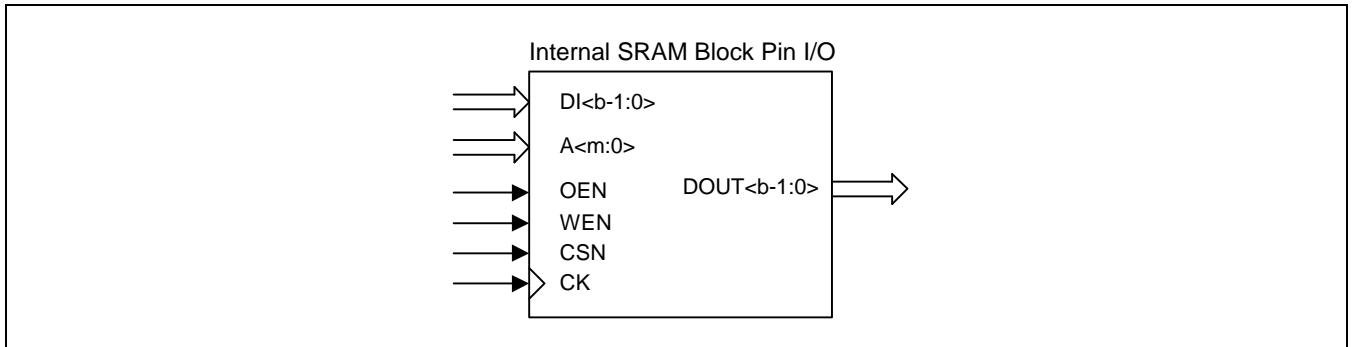 Internal SRAM Block Pin I/O
DI<b-1:0>
A<m:0>
OEN
DOUT<b-1:0>
WEN
CSN
CK